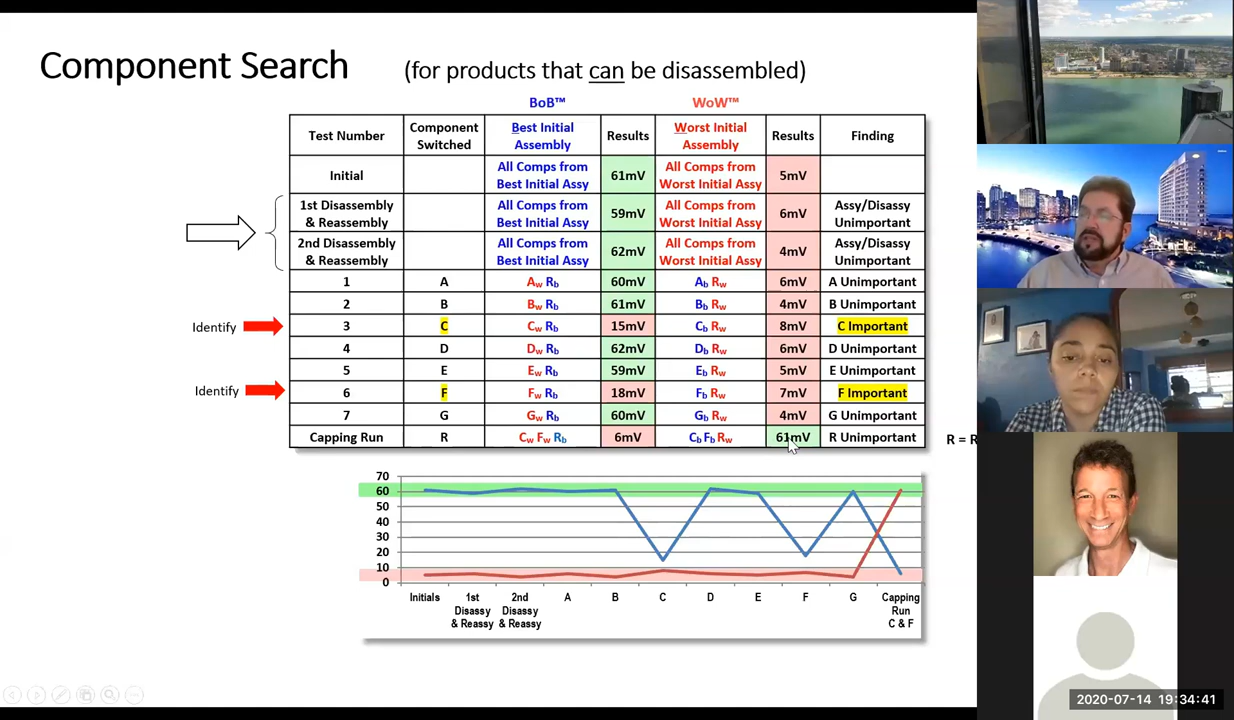 Component Search (for products that can be disassembled)
BoB™ WoW™
Test Number Component Switched Best Initial Assembly Results Worst Initial Assembly Results Finding
Initial All Comps from Best Initial Assy 61mV All Comps from Worst Initial Assy 5mV
1st Disassembly & Reassembly All Comps from Best Initial Assy 59mV All Comps from Worst Initial Assy 6mV Assy/Disassy Unimportant
2nd Disassembly & Reassembly All Comps from Best Initial Assy 62mV All Comps from Worst Initial Assy 4mV Assy/Disassy Unimportant
1 A Aw Rb 60mV Ab Rw 6mV A Unimportant
2 B Bw Rb 61mV Bb Rw 4mV B Unimportant
Identify 3 C Cw Rb 15mV Cb Rw 8mV C Important
4 D Dw Rb 62mV Db Rw 6mV D Unimportant
5 E Ew Rb 59mV Eb Rw 5mV E Unimportant
Identify 6 F Fw Rb 18mV Fb Rw 7mV F Important
7 G Gw Rb 60mV Gb Rw 4mV G Unimportant
Capping Run R Cw Fw Rb 6mV Cb Fb Rw 61mV R Unimportant R = R
70
60
50
40
30
20
10
0
Initials 1st Disassy & Reassy 2nd Disassy & Reassy A B C D E F G Capping Run C & F
2020-07-14 19:34:41